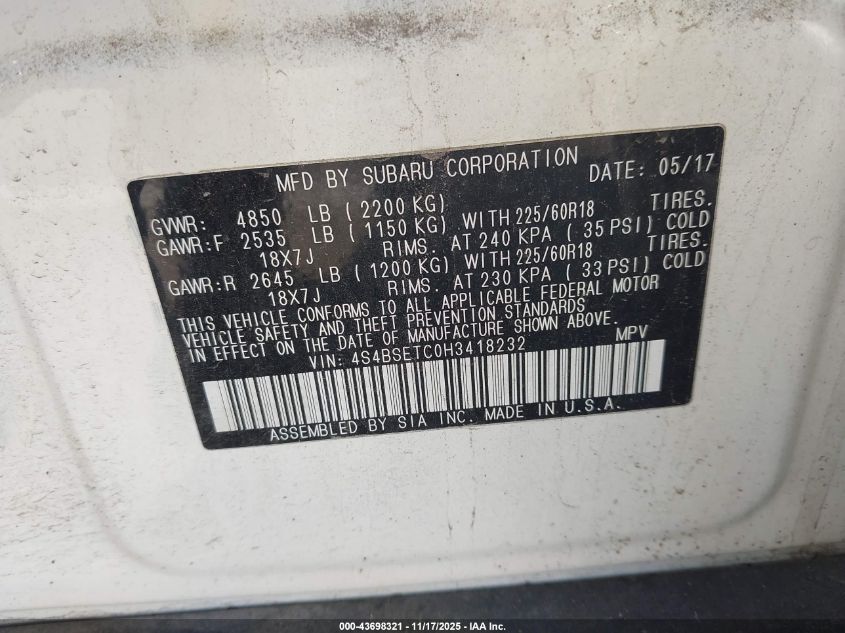 MFD BY SUBARU CORPORATION DATE: 05/17
GVWR: 4850 LB ( 2200 KG)
GAWR:F 2535 LB ( 1150 KG) WITH 225/60R18 TIRES.
18X7J RIMS. AT 240 KPA ( 35 PSI) COLD
GAWR:R 2645 LB ( 1200 KG) WITH 225/60R18 TIRES.
18X7J RIMS. AT 230 KPA ( 33 PSI) COLD
THIS VEHICLE CONFORMS TO ALL APPLICABLE FEDERAL MOTOR
VEHICLE SAFETY AND THEFT PREVENTION STANDARDS
IN EFFECT ON THE DATE OF MANUFACTURE SHOWN ABOVE.
VIN: 4S4BSETC0H3418232 MPV
ASSEMBLED BY SIA INC. MADE IN U.S.A.
000-43698321 - 11/17/2025 - IAA Inc.